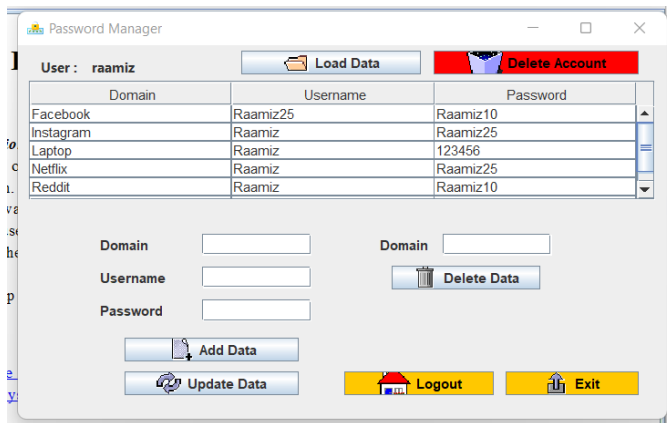 Password Manager
User : raamiz
Load Data
Delete Account
Domain Username Password
Facebook Raamiz25 Raamiz10
Instagram Raamiz Raamiz25
Laptop Raamiz 123456
Netflix Raamiz Raamiz25
Reddit Raamiz Raamiz10
Domain
Domain
Username
Delete Data
Password
Add Data
Update Data
Logout
Exit